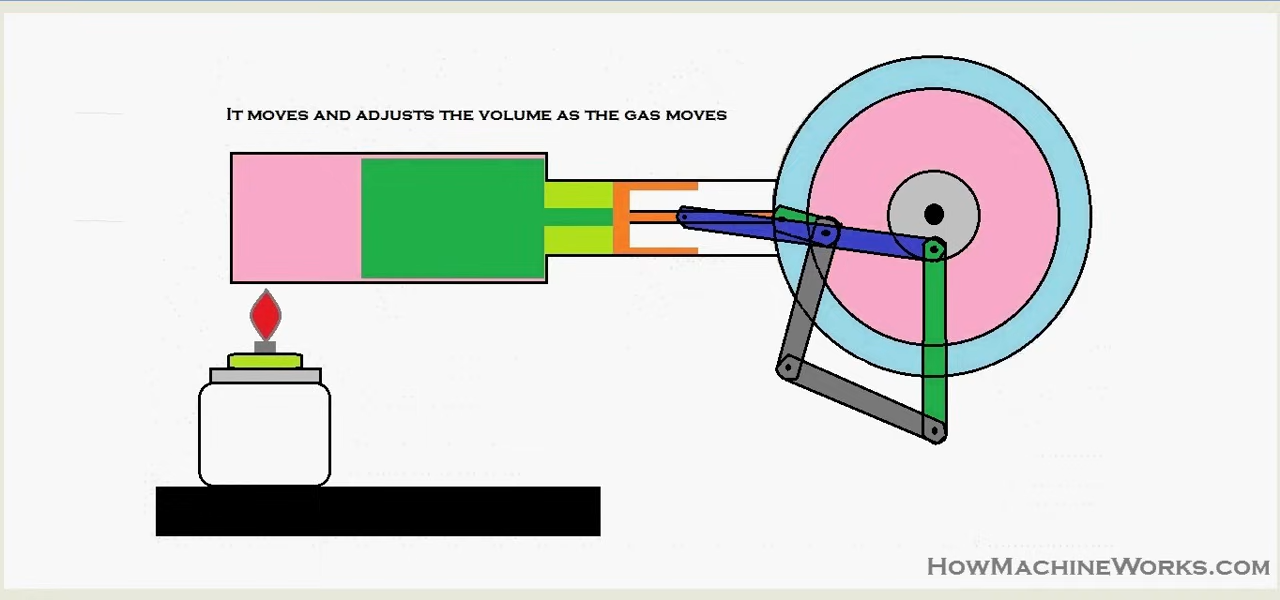 It moves and adjusts the volume as the gas moves
HowMachineWorks.com